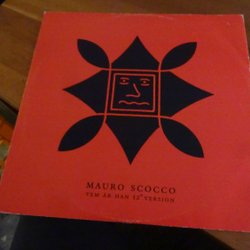 MAURO SCOCCO
VEM ÄR HAN 12" VERSION